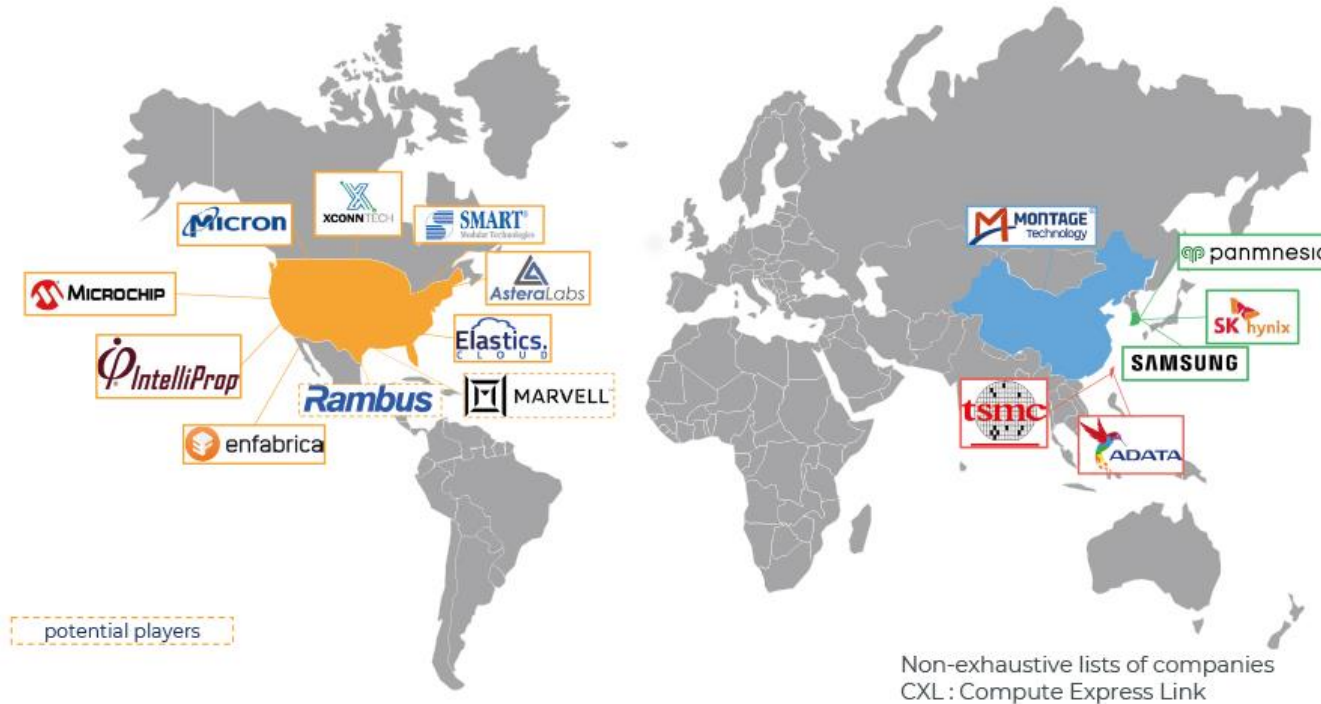 Micron
XCONNTECH
SMART®
Modular Technologies
MICROCHIP
AsteraLabs
Elastics.
CLOUD
IntelliProp
Rambus
MARVELL
enfabrica
MONTAGE
Technology
panmnesia
SK hynix
SAMSUNG
tsmc
ADATA
potential players
Non-exhaustive lists of companies
CXL : Compute Express Link